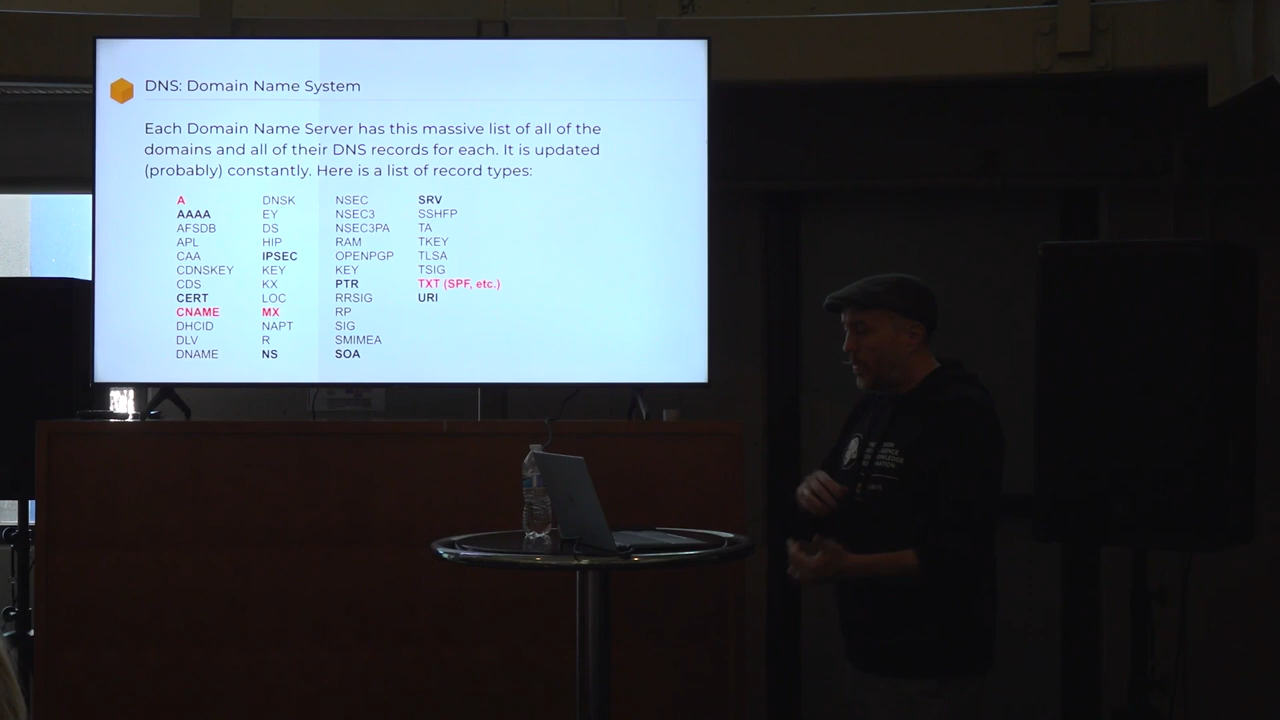 DNS: Domain Name System
Each Domain Name Server has this massive list of all of the
domains and all of their DNS records for each. It is updated
(probably) constantly. Here is a list of record types:
A
AAAA
AFSDB
APL
CAA
CDNSKEY
CDS
CERT
CNAME
DHCID
DLV
DNAME
DNSK
EY
DS
HIP
IPSEC
KEY
KX
LOC
MX
NAPT
R
NS
NSEC
NSEC3
NSEC3PA
RAM
OPENPGP
KEY
PTR
RRSIG
RP
SIG
SMIMEA
SOA
SRV
SSHFP
TA
TKEY
TLSA
TSIG
TXT (SPF, etc.)
URI